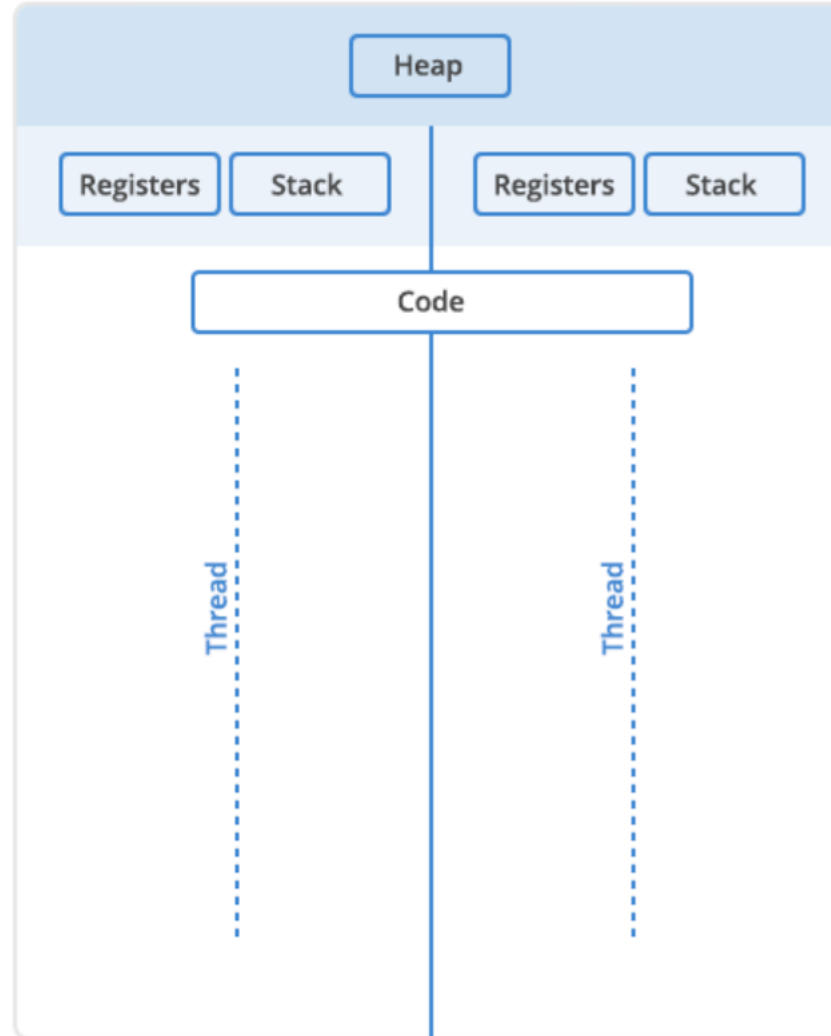 Heap
Registers
Stack
Registers
Stack
Code
Thread
Thread